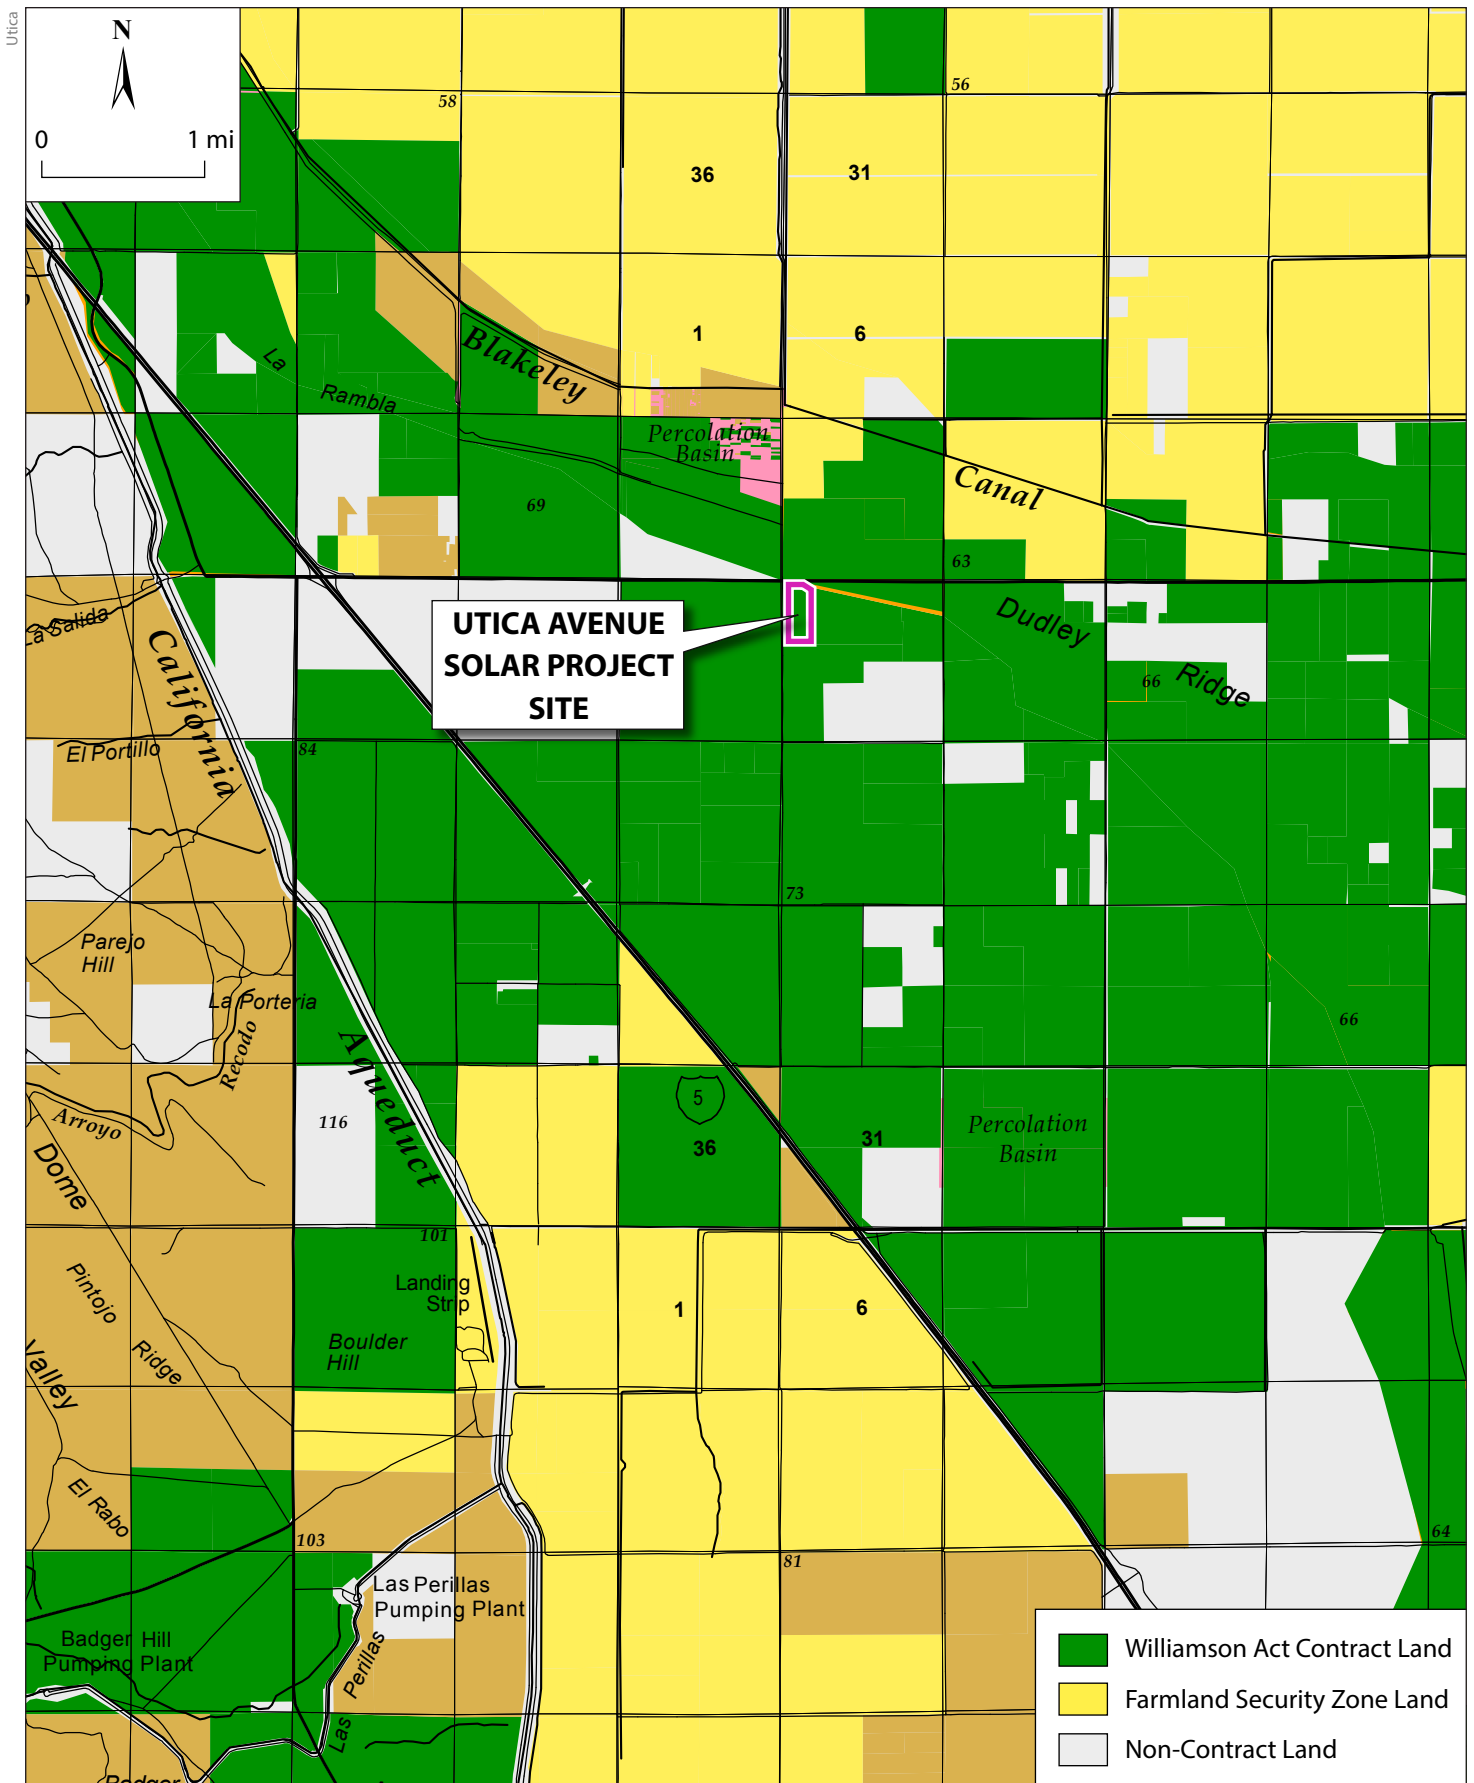 Utica
N
0 1 mi
58
56
36
31
1
6
La
Rambla
Blakeley
Percolation
Basin
Canal
69
63
La Salida
California
UTICA AVENUE
SOLAR PROJECT
SITE
Dudley
Ridge
66
El Portillo
84
73
Parejo
Hill
La Porteria
Recodo
Arroyo
116
Aqueduct
5
36
31
Percolation
Basin
66
Dome
Valley
101
Landing
Strip
Pintojo
Ridge
Boulder
Hill
1
6
El Rabo
103
81
64
Las Perillas
Pumping Plant
Badger Hill
Pumping Plant
Las
Perillas
Badger
Williamson Act Contract Land
Farmland Security Zone Land
Non-Contract Land